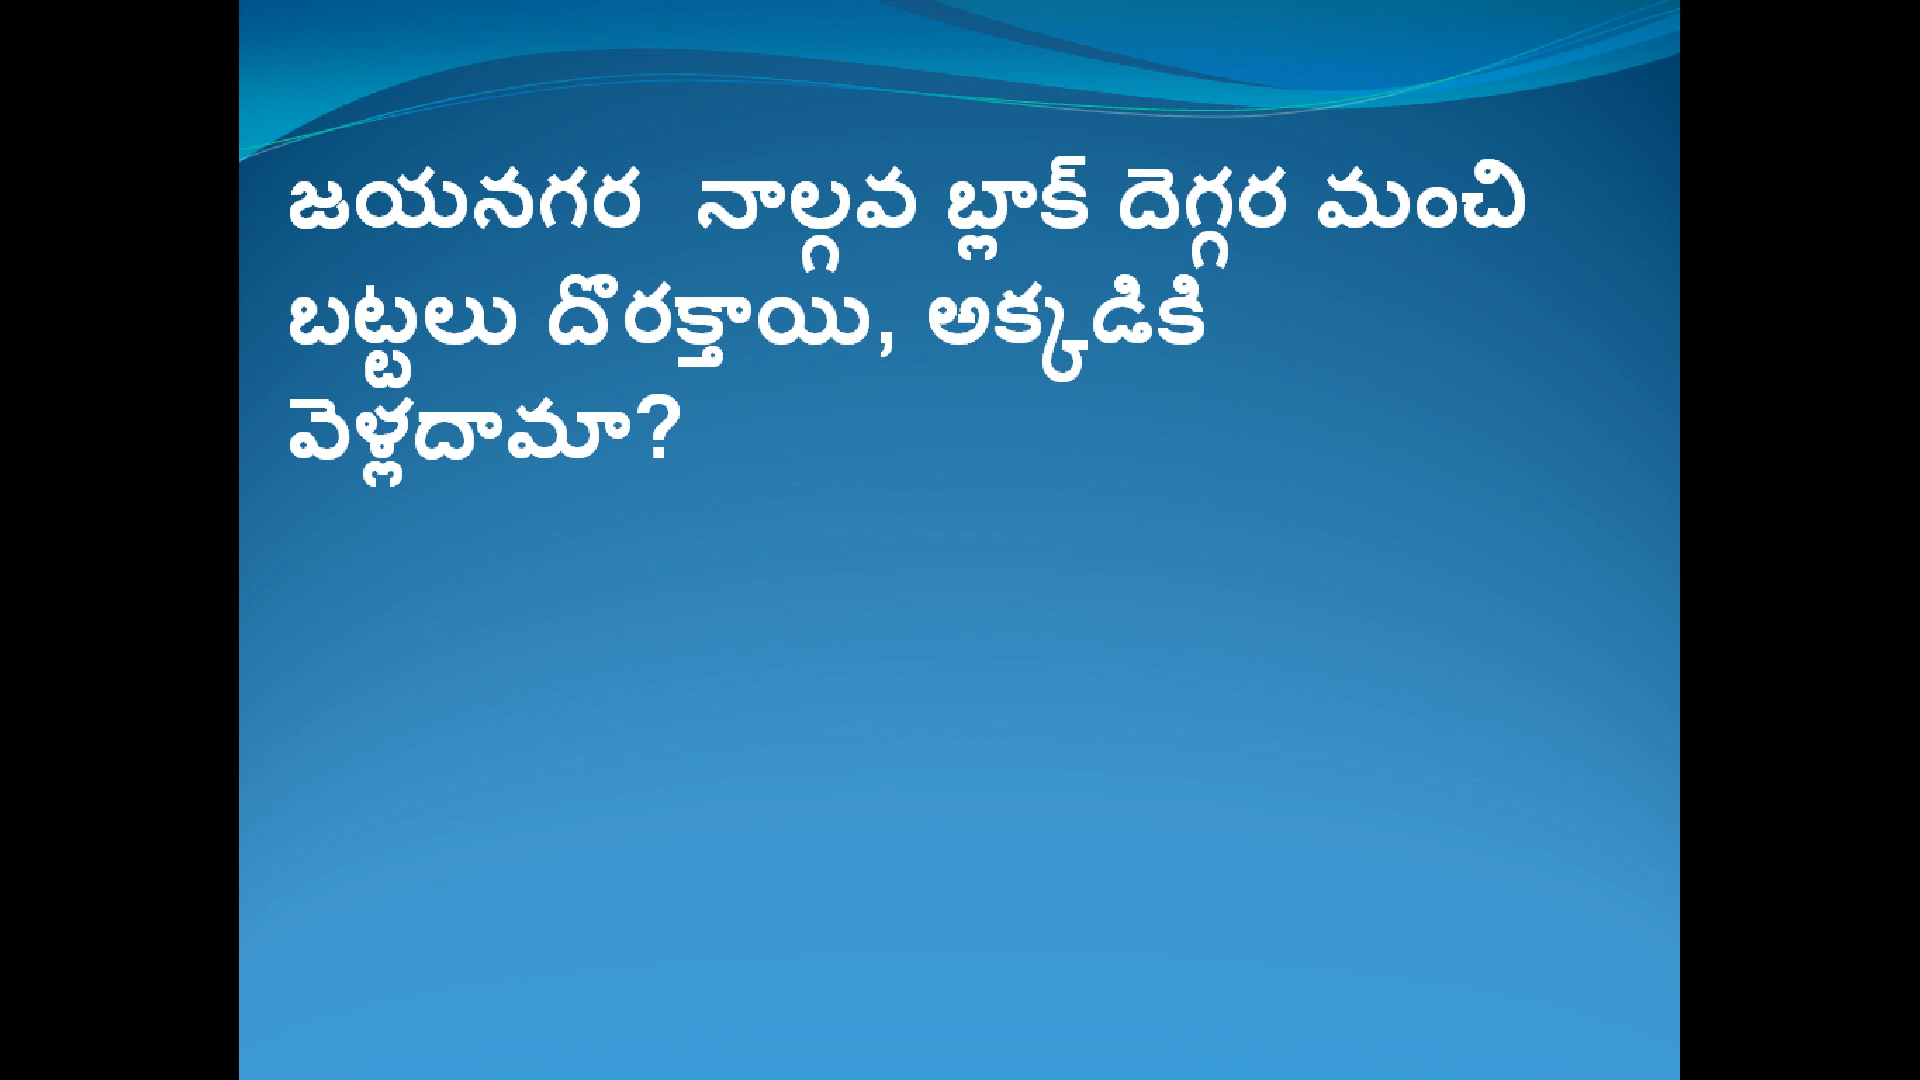 జయనగర  నాల్గవ బ్లాక్ దెగ్గర మంచి
బట్టలు దొరక్తాయి, అక్కడికి
వెళ్లదామా?